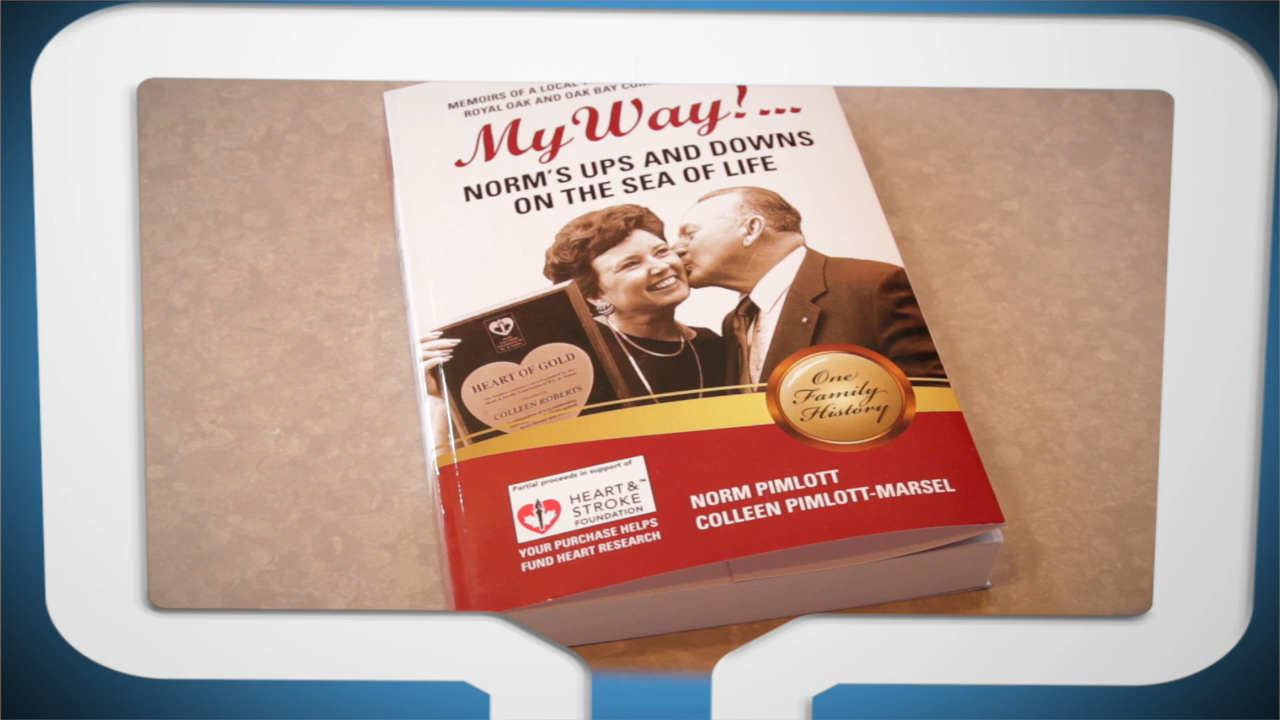 MEMOIRS OF A LOCAL
ROYAL OAK AND OAK BAY
My Way!...
NORM'S UPS AND DOWNS
ON THE SEA OF LIFE
HEART OF GOLD
COLLEEN ROBERTS
One
Family
History
Partial proceeds in support of
HEART &™
STROKE
FOUNDATION
YOUR PURCHASE HELPS
FUND HEART RESEARCH
NORM PIMLOTT
COLLEEN PIMLOTT-MARSEL